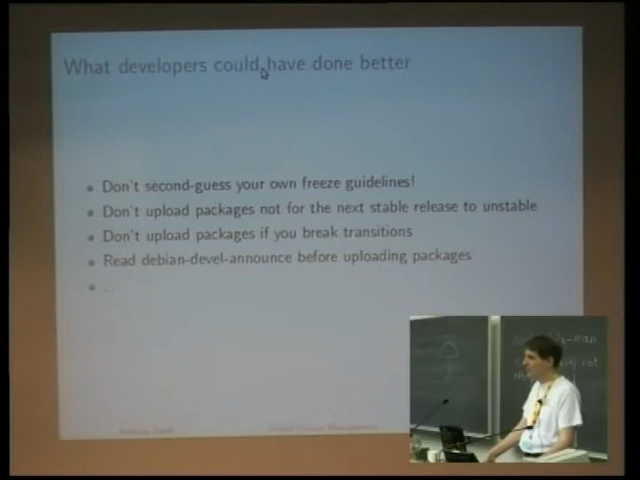 What developers could have done better
Don't second-guess your own freeze guidelines!
Don't upload packages not for the next stable release to unstable
Don't upload packages if you break transitions
Read debian-devel-announce before uploading packages
...